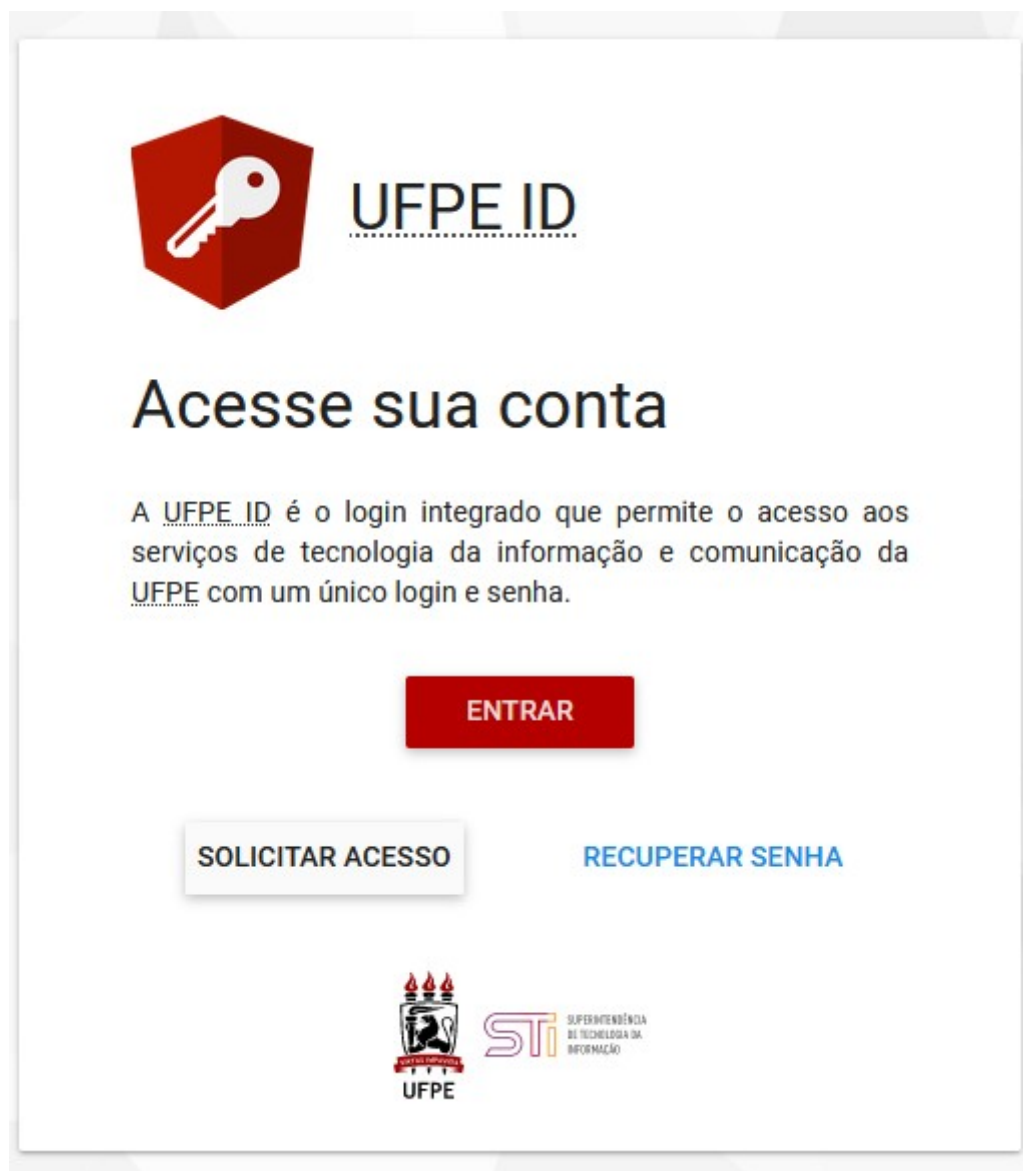 UFPE ID
Acesse sua conta
A UFPE ID é o login integrado que permite o acesso aos
serviços de tecnologia da informação e comunicação da
UFPE com um único login e senha.
ENTRAR
SOLICITAR ACESSO
RECUPERAR SENHA
VIRTUS IMPAVIDA
UFPE
STi
SUPERINTENDÊNCIA
DE TECNOLOGIA DA
INFORMAÇÃO